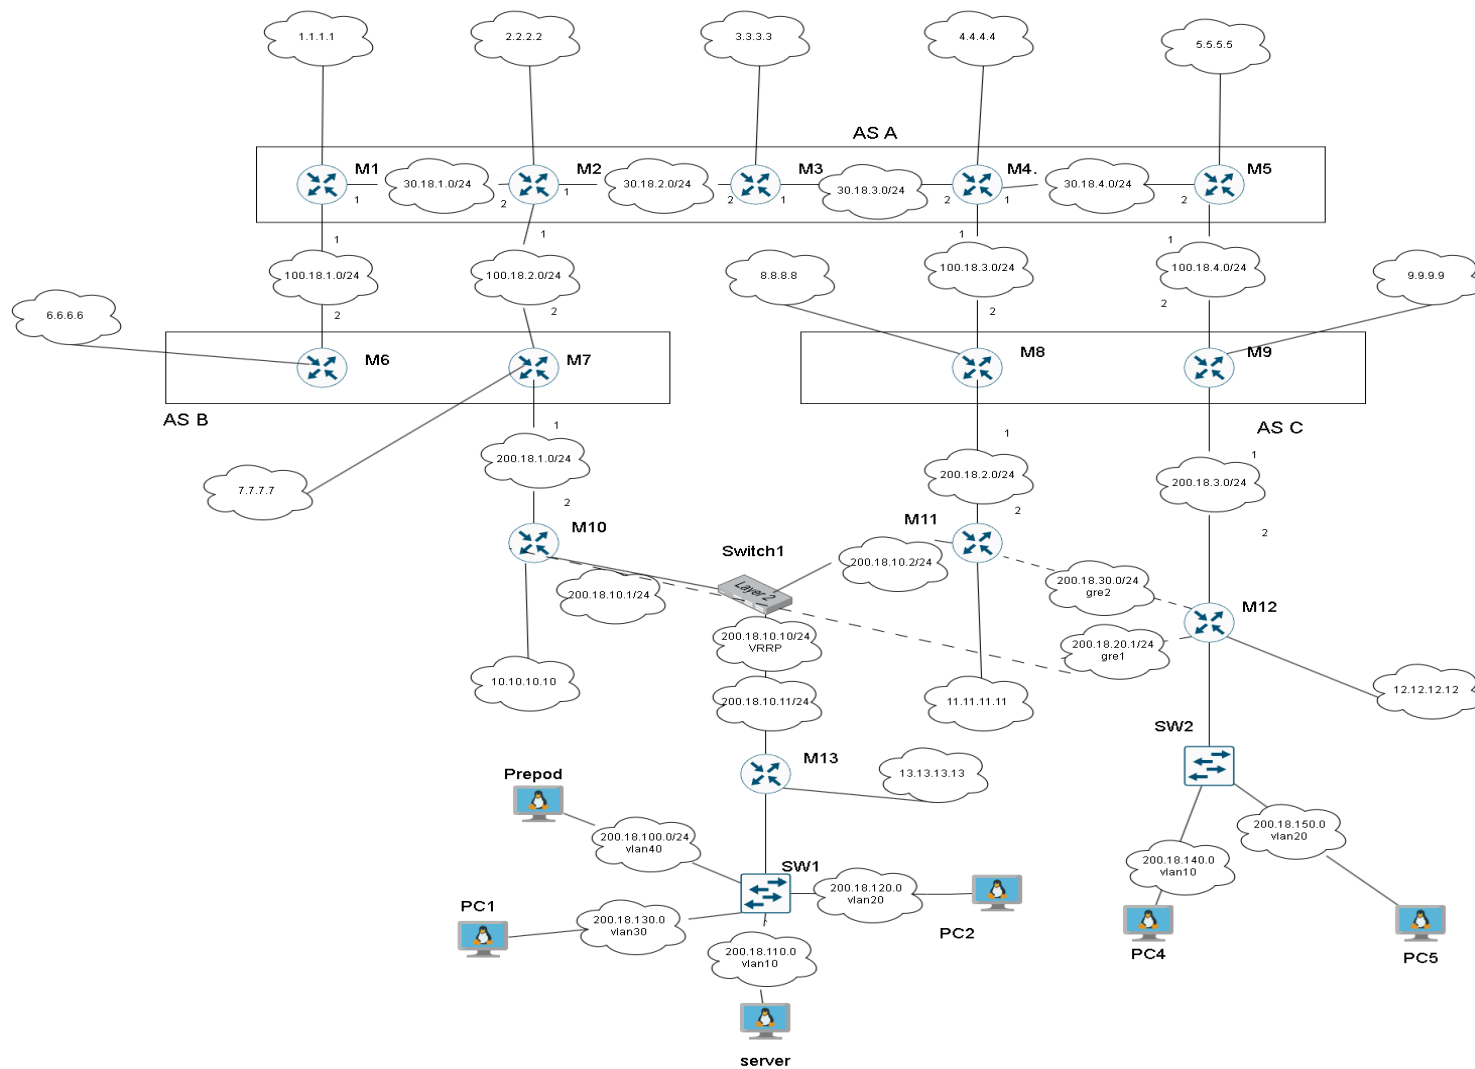 1.1.1.1
2.2.2.2
3.3.3.3
4.4.4.4
5.5.5.5
AS A
M1
M2
M3
M4.
M5
30.18.1.0/24
30.18.2.0/24
30.18.3.0/24
30.18.4.0/24
1
2
1
2
1
2
1
2
1
1
1
1
100.18.1.0/24
100.18.2.0/24
8.8.8.8
100.18.3.0/24
100.18.4.0/24
9.9.9.9
6.6.6.6
2
2
2
2
M6
M7
M8
M9
AS B
AS C
1
1
1
200.18.1.0/24
200.18.2.0/24
200.18.3.0/24
7.7.7.7
2
2
2
M10
M11
Switch1
Layer 2
200.18.10.2/24
200.18.10.1/24
200.18.30.0/24
gre2
M12
200.18.10.10/24
VRRP
200.18.20.1/24
gre1
10.10.10.10
200.18.10.11/24
11.11.11.11
12.12.12.12
SW2
M13
13.13.13.13
Prepod
200.18.100.0/24
vlan40
200.18.150.0
vlan20
200.18.140.0
vlan10
SW1
200.18.120.0
vlan20
PC1
200.18.130.0
vlan30
PC2
200.18.110.0
vlan10
PC4
PC5
server